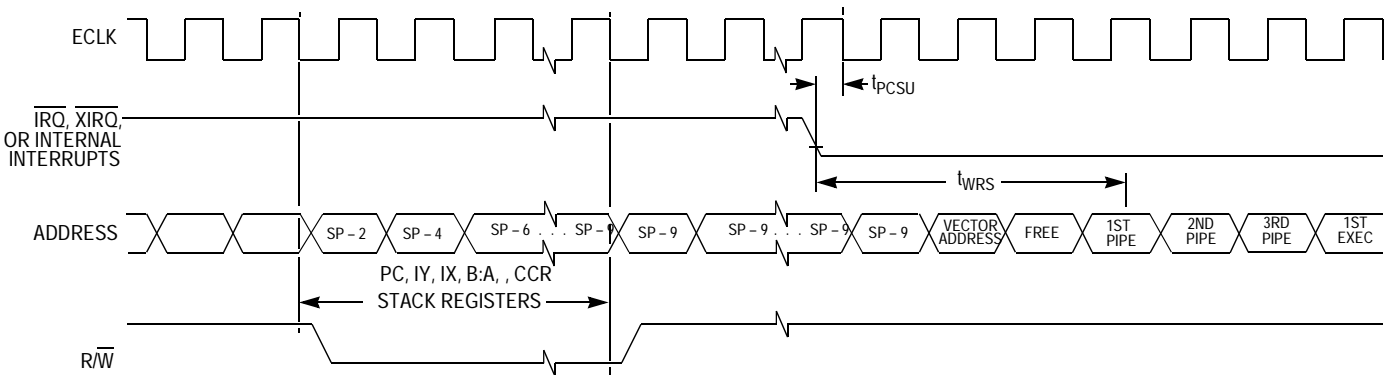 ECLK
tPCSU
IRQ, XIRQ,
OR INTERNAL
INTERRUPTS
tWRS
ADDRESS
SP – 2
SP – 4
SP – 6 . . . SP – 9
SP – 9
SP – 9 . . . SP – 9
SP – 9
VECTOR
ADDRESS
FREE
1ST
PIPE
2ND
PIPE
3RD
PIPE
1ST
EXEC
PC, IY, IX, B:A, , CCR
STACK REGISTERS
R/W